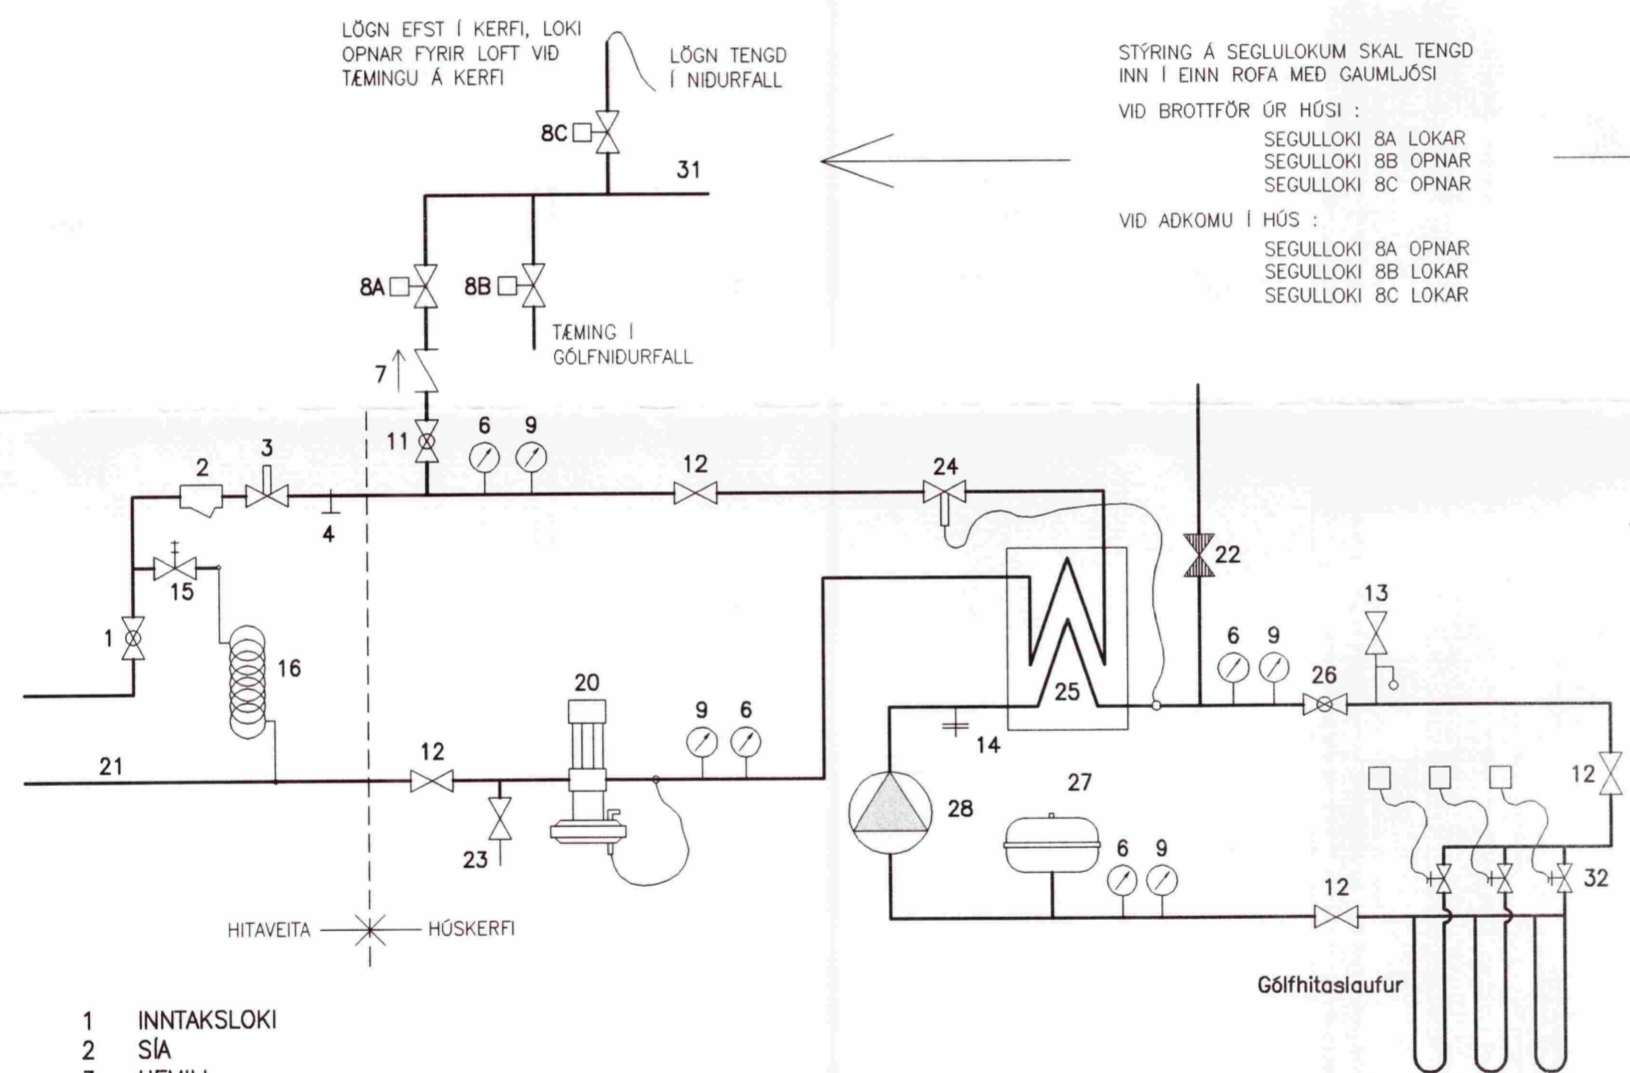 LÖGN EFST Í KERFI, LOKI
OPNAR FYRIR LOFT VIÐ
TÆMINGU Á KERFI
LÖGN TENGD
Í NIÐURFALL
STÝRING Á SEGLULOKUM SKAL TENGD
INN Í EINN ROFA MEÐ GAUMLJÓSI
VIÐ BROTTFÖR ÚR HÚSI :
SEGULLOKI 8A LOKAR
SEGULLOKI 8B OPNAR
SEGULLOKI 8C OPNAR
VIÐ AÐKOMU Í HÚS :
SEGULLOKI 8A OPNAR
SEGULLOKI 8B LOKAR
SEGULLOKI 8C LOKAR
8C
31
8A
8B
TÆMING Í
GÓLFNIÐURFALL
7
11
6
9
2
3
12
24
4
22
15
13
1
16
6
9
26
20
25
9
6
14
21
12
12
27
28
23
6
9
32
12
HITAVEITA
HÚSKERFI
Gólfhitaslaufur
1 INNTAKSLOKI
2 SÍA